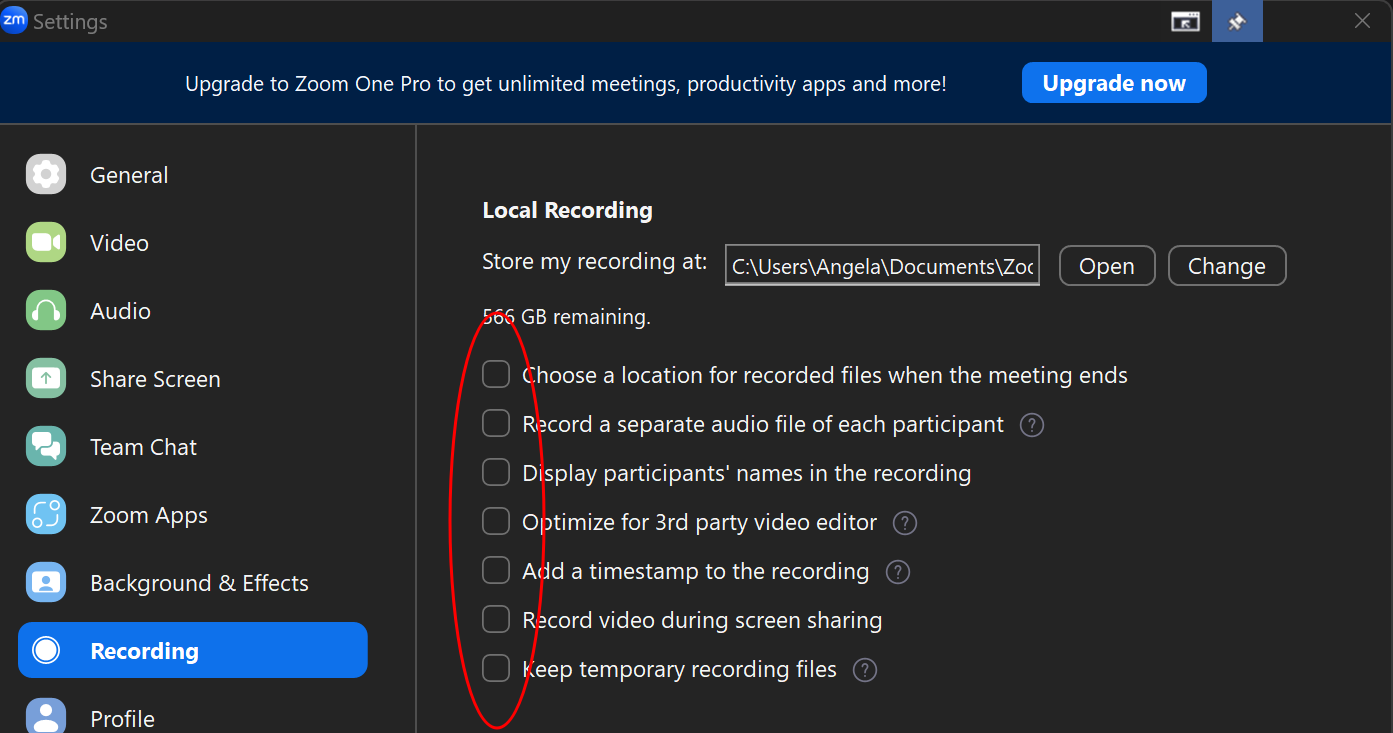 zm Settings
Upgrade to Zoom One Pro to get unlimited meetings, productivity apps and more! Upgrade now
General
Video
Audio
Share Screen
Team Chat
Zoom Apps
Background & Effects
Recording
Profile
Local Recording
Store my recording at: C:\Users\Angela\Documents\Zoo Open Change
566 GB remaining.
Choose a location for recorded files when the meeting ends
Record a separate audio file of each participant ?
Display participants' names in the recording
Optimize for 3rd party video editor ?
Add a timestamp to the recording ?
Record video during screen sharing
Keep temporary recording files ?